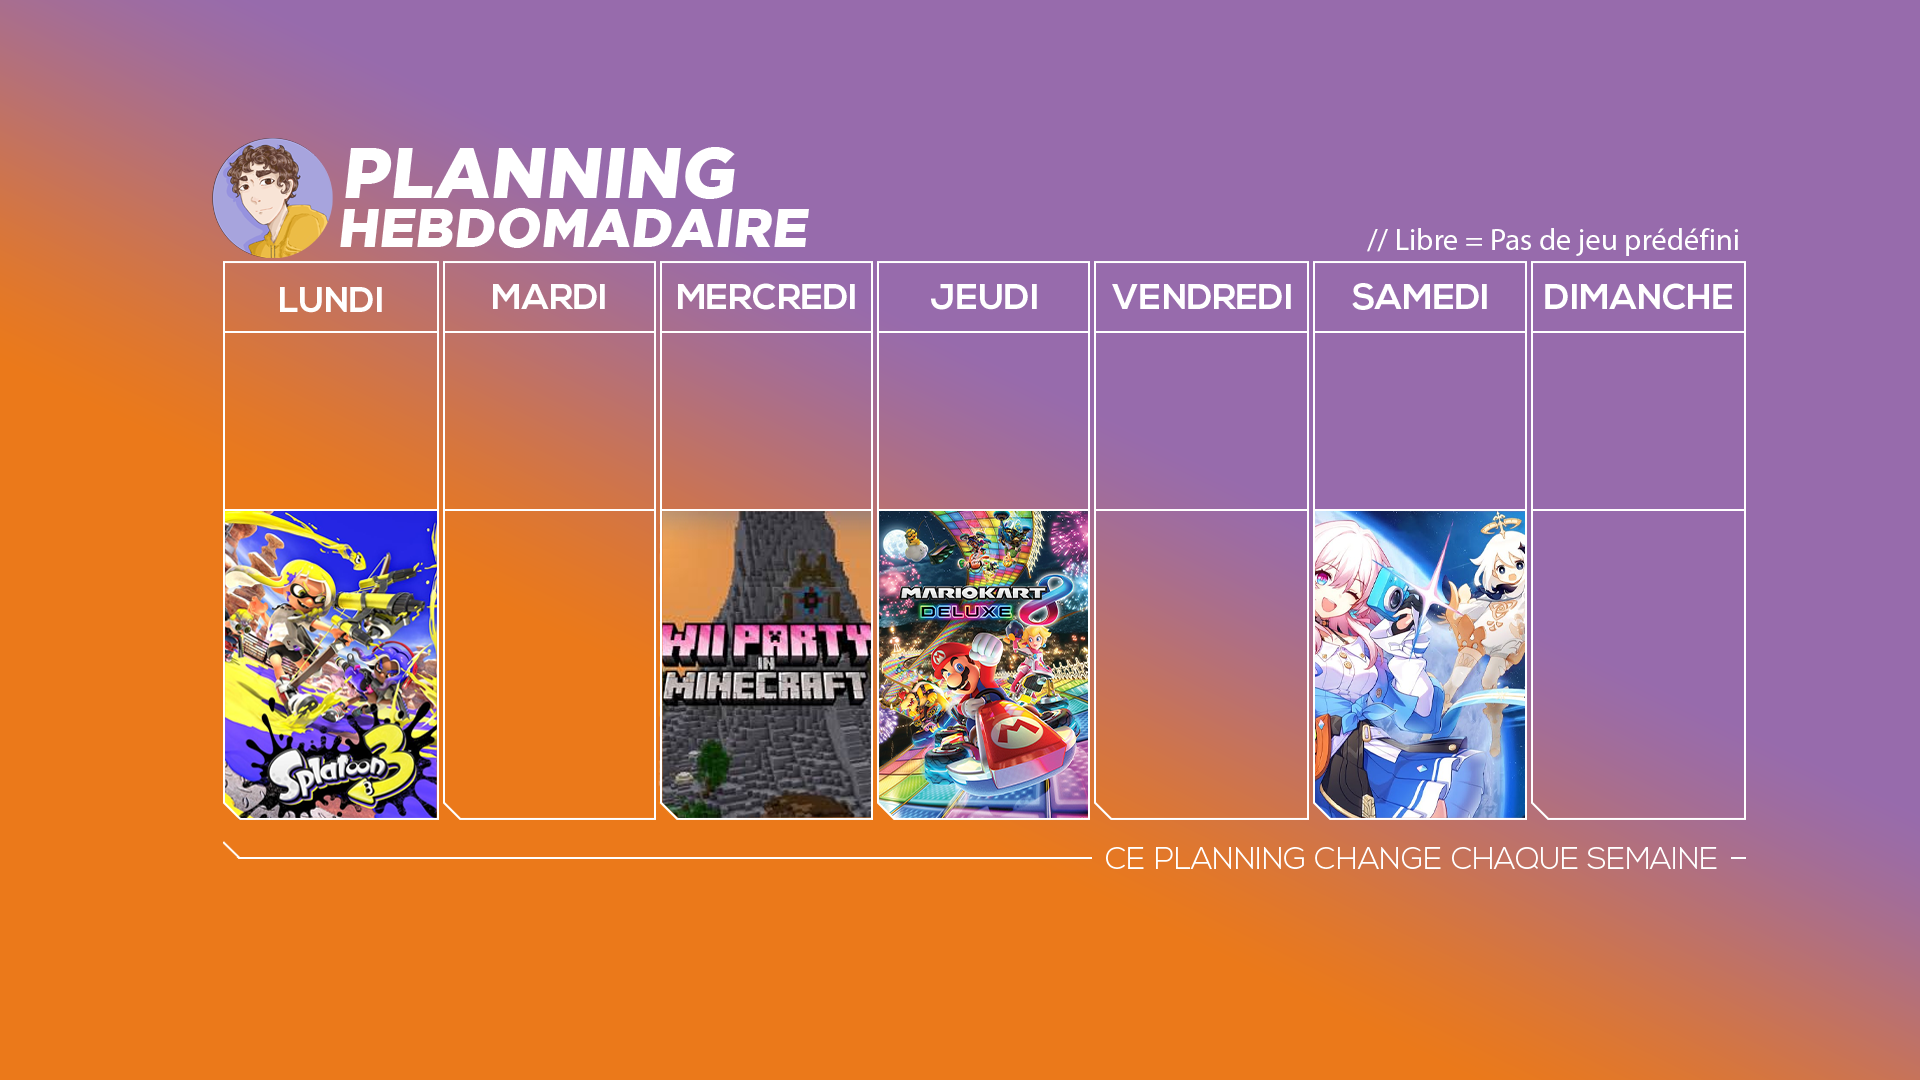 PLANNING
HEBDOMADAIRE
// Libre = Pas de jeu prédéfini
LUNDI MARDI MERCREDI JEUDI VENDREDI SAMEDI DIMANCHE
Splatoon 3
WII PARTY
IN
MINECRAFT
MARIOKART 8
DELUXE
M
M
CE PLANNING CHANGE CHAQUE SEMAINE